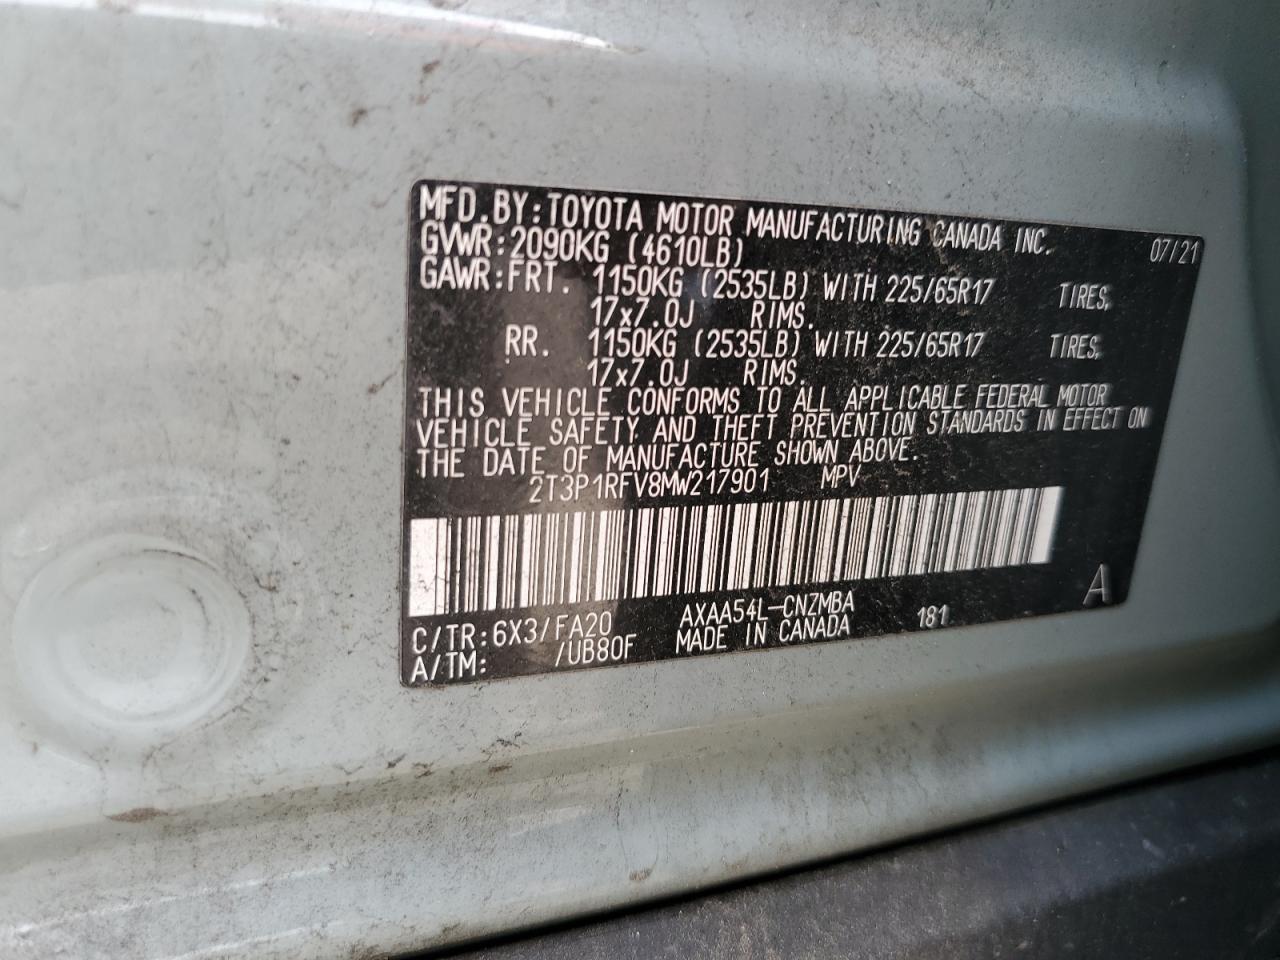 MFD.BY:TOYOTA MOTOR MANUFACTURING CANADA INC. 07/21
GVWR:2090KG (4610LB)
GAWR:FRT. 1150KG (2535LB) WITH 225/65R17 TIRES,
17x7.0J RIMS.
RR. 1150KG (2535LB) WITH 225/65R17 TIRES,
17x7.0J RIMS.
THIS VEHICLE CONFORMS TO ALL APPLICABLE FEDERAL MOTOR
VEHICLE SAFETY AND THEFT PREVENTION STANDARDS IN EFFECT ON
THE DATE OF MANUFACTURE SHOWN ABOVE.
2T3P1RFV8MW217901 MPV
C/TR:6X3/FA20 AXAA54L-CNZMBA 181 A
A/TM: /UB80F MADE IN CANADA